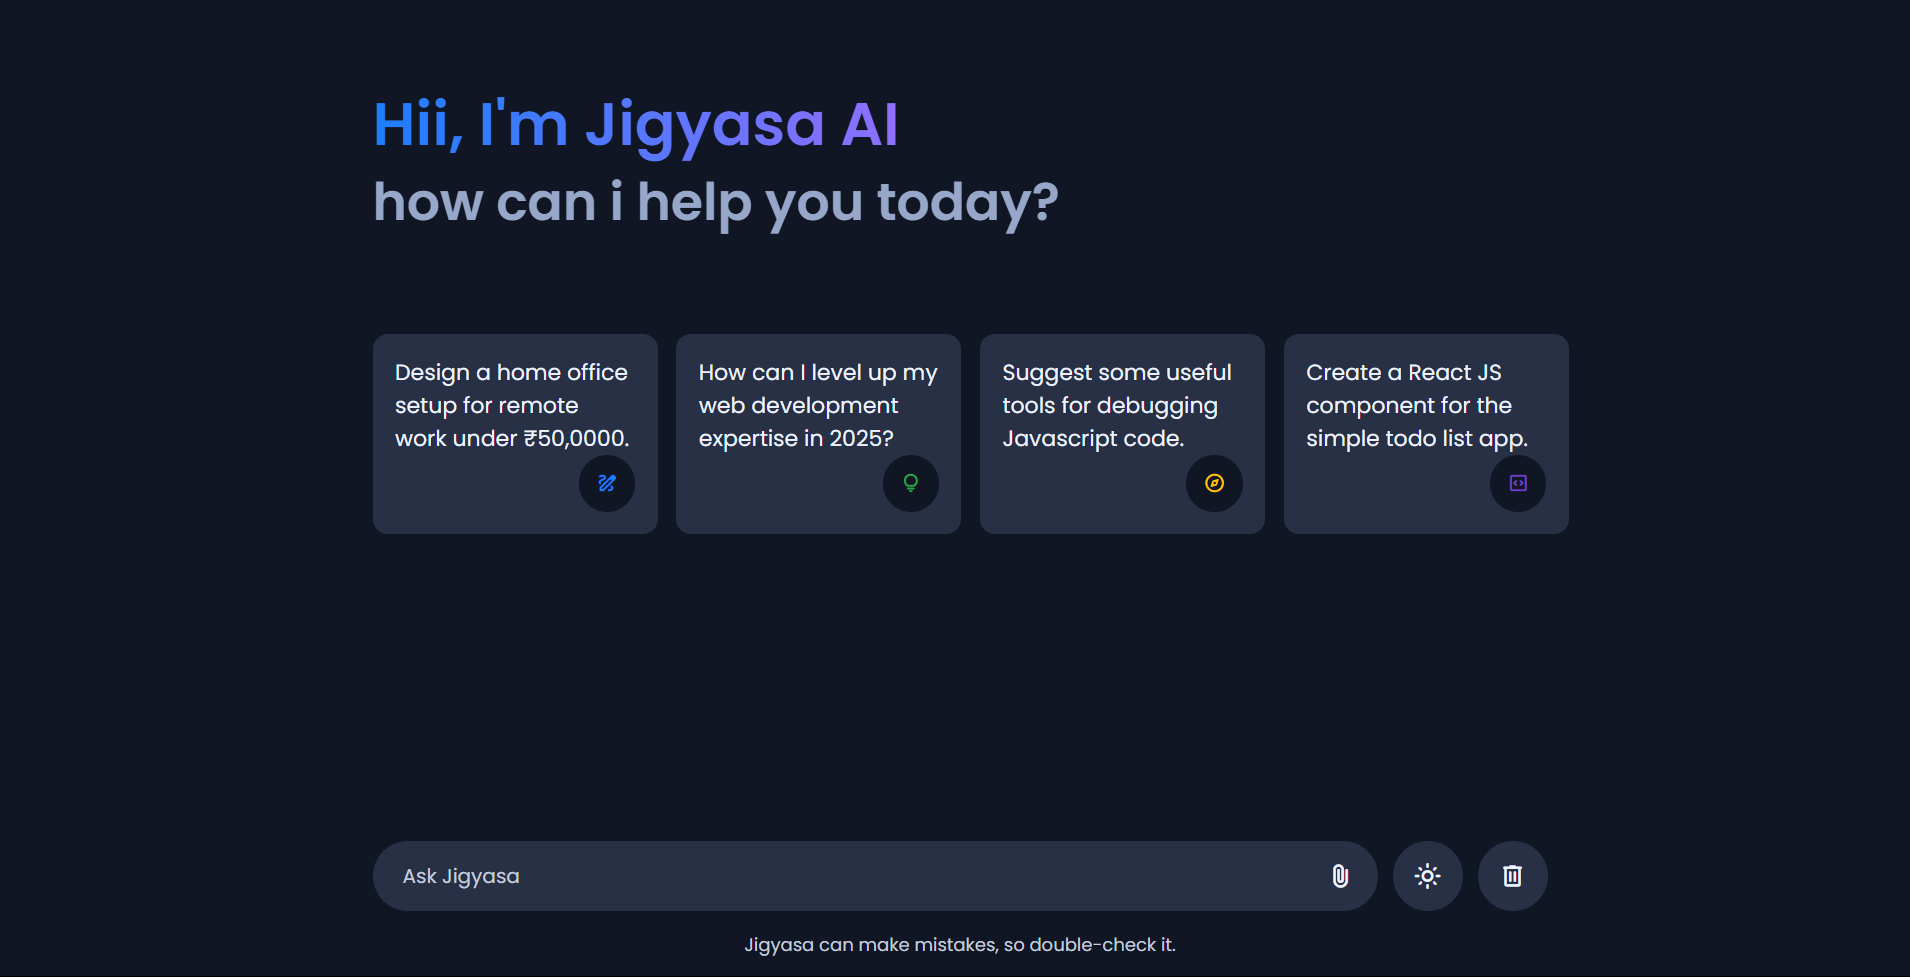 Hii, I'm Jigyasa AI
how can i help you today?
Design a home office
setup for remote
work under ₹50,0000.
How can I level up my
web development
expertise in 2025?
Suggest some useful
tools for debugging
Javascript code.
Create a React JS
component for the
simple todo list app.
Ask Jigyasa
Jigyasa can make mistakes, so double-check it.